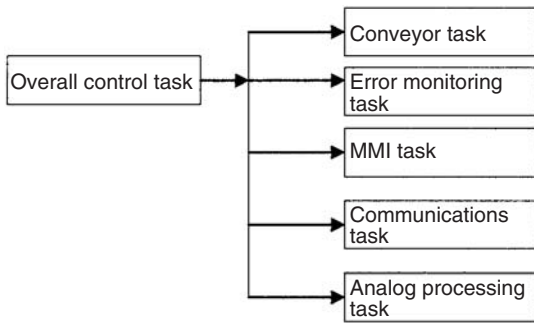 Conveyor task
Overall control task
Error monitoring
task
MMI task
Communications
task
Analog processing
task